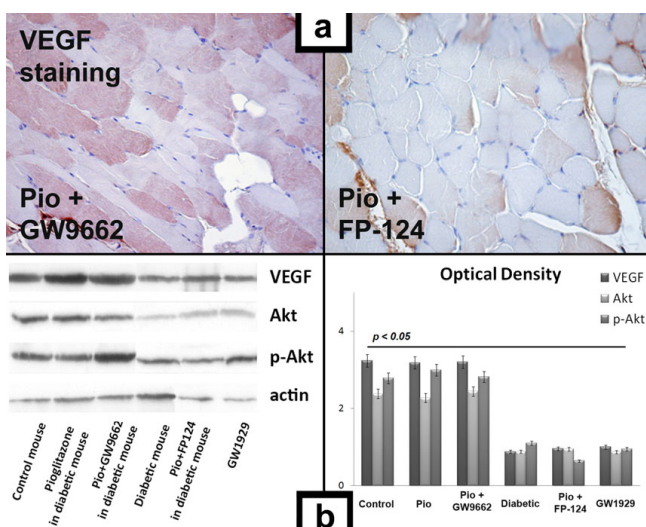 VEGF
staining
a
Pio +
GW9662
Pio +
FP-124
VEGF
Akt
p-Akt
actin
Control mouse
Pioglitazone
in diabetic mouse
Pio+GW9662
in diabetic mouse
Diabetic mouse
Pio+FP124
in diabetic mouse
GW1929
Optical Density
VEGF
Akt
p-Akt
4
2
0
p < 0.05
Control
Pio
Pio +
GW9662
Diabetic
Pio +
FP-124
GW1929
b